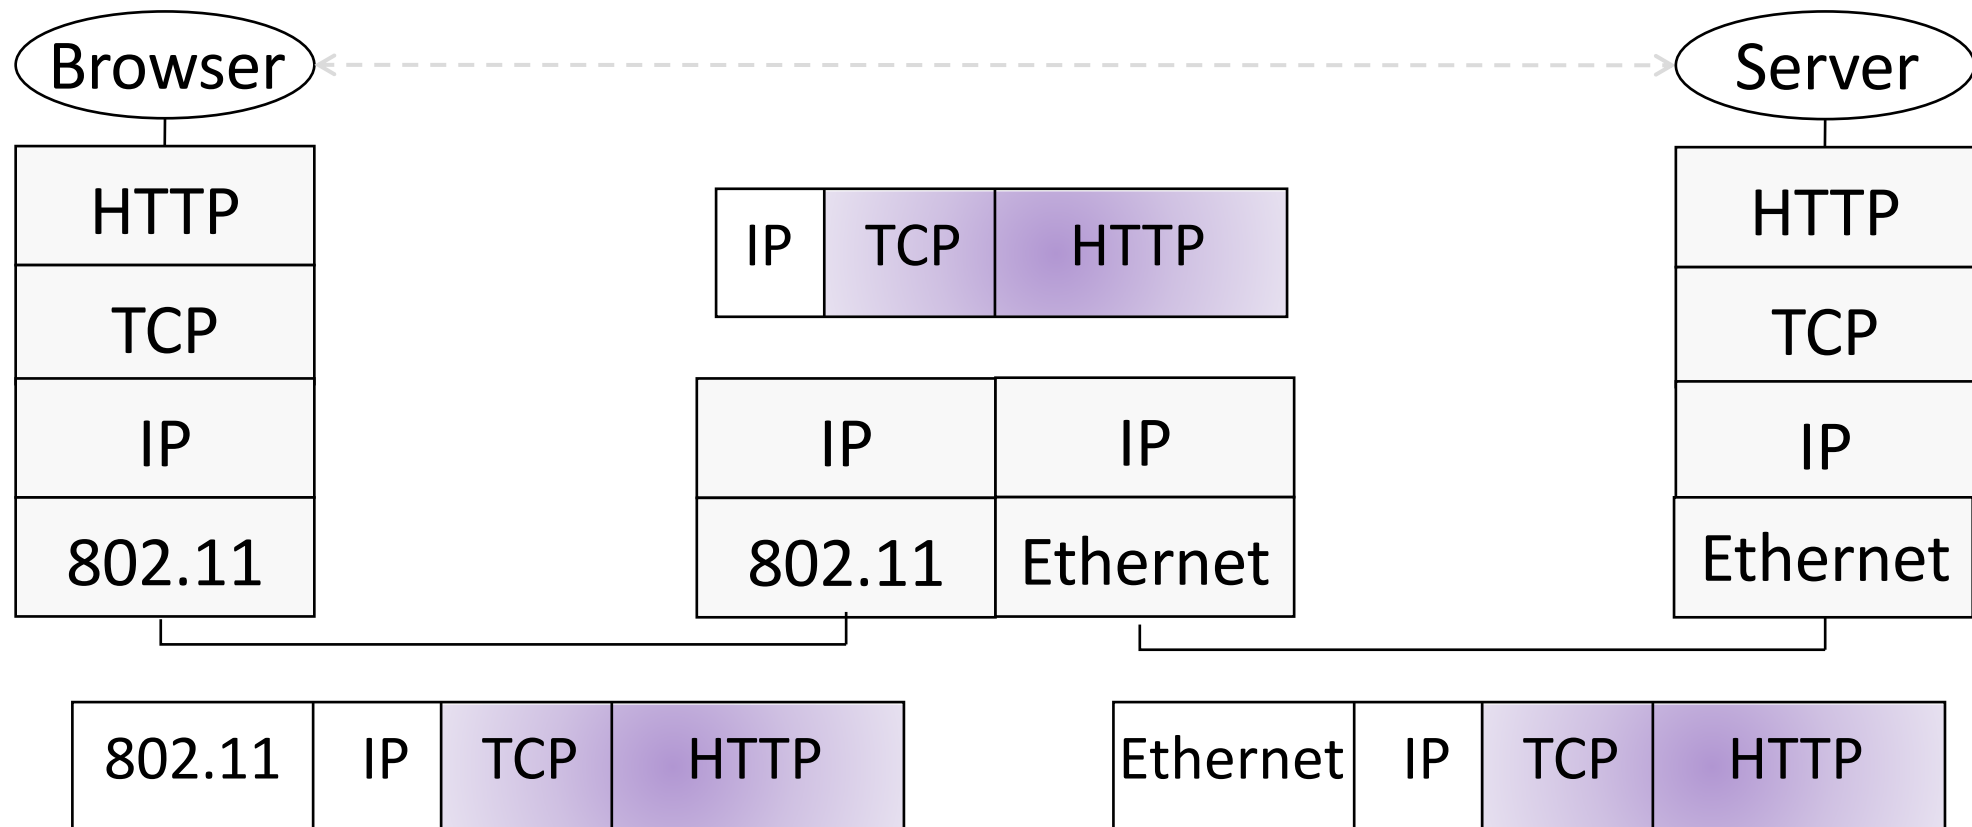 Browser
Server
HTTP
HTTP
IP TCP HTTP
TCP
TCP
IP
IP IP
IP
802.11
802.11 Ethernet
Ethernet
802.11 IP TCP HTTP
Ethernet IP TCP HTTP